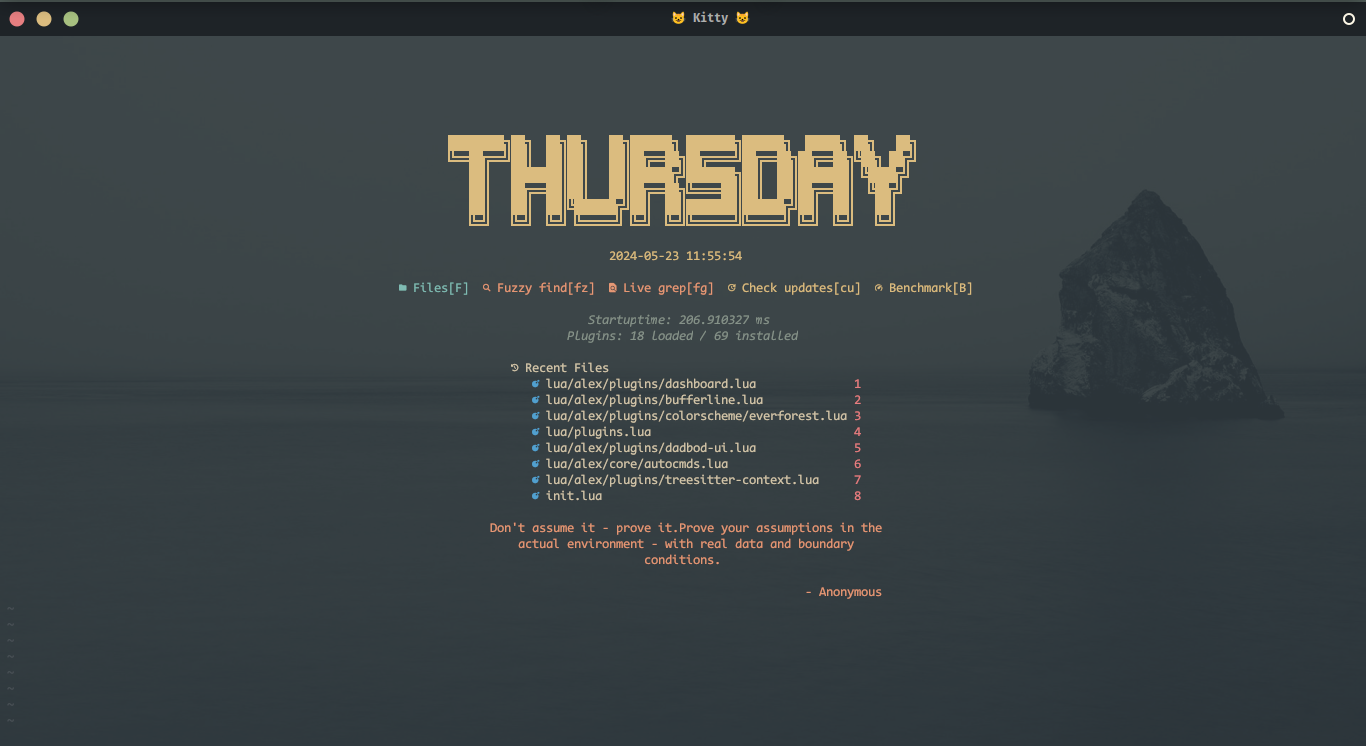 😺 Kitty 😺
THURSDAY
2024-05-23 11:55:54
Files[F] Fuzzy find[fz] Live grep[fg] Check updates[cu] Benchmark[B]
Startuptime: 206.910327 ms
Plugins: 18 loaded / 69 installed
Recent Files
lua/alex/plugins/dashboard.lua 1
lua/alex/plugins/bufferline.lua 2
lua/alex/plugins/colorscheme/everforest.lua 3
lua/plugins.lua 4
lua/alex/plugins/dadbod-ui.lua 5
lua/alex/core/autocmds.lua 6
lua/alex/plugins/treesitter-context.lua 7
init.lua 8
Don't assume it - prove it.Prove your assumptions in the
actual environment - with real data and boundary
conditions.
- Anonymous
~
~
~
~
~
~
~
~